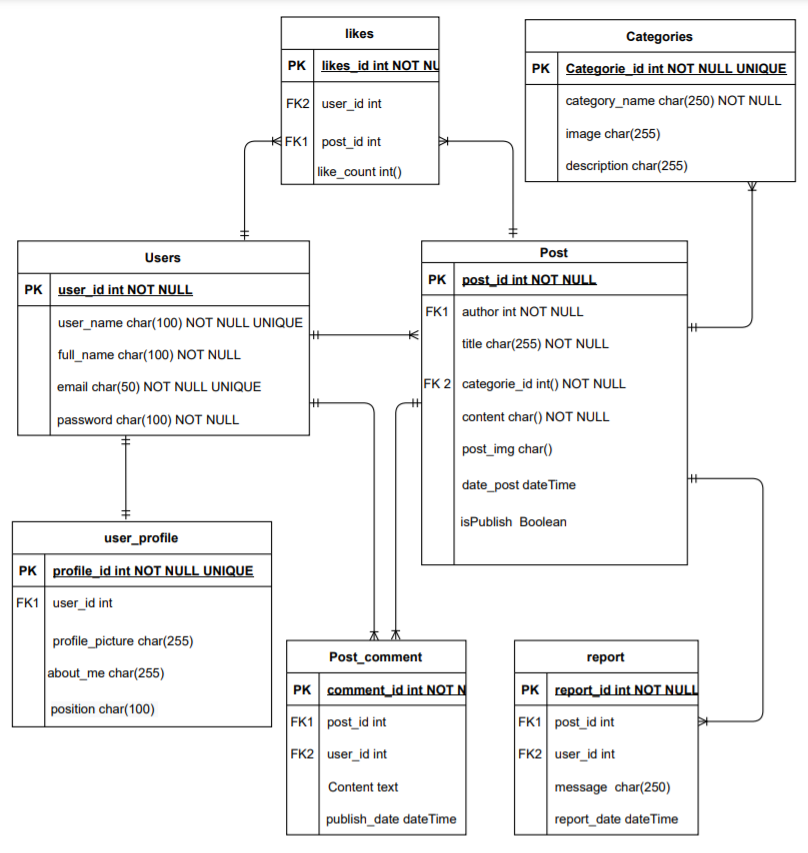 likes
PK likes_id int NOT NU
FK2 user_id int
FK1 post_id int
like_count int()
Categories
PK Categorie_id int NOT NULL UNIQUE
category_name char(250) NOT NULL
image char(255)
description char(255)
Users
PK user_id int NOT NULL
user_name char(100) NOT NULL UNIQUE
full_name char(100) NOT NULL
email char(50) NOT NULL UNIQUE
password char(100) NOT NULL
Post
PK post_id int NOT NULL
FK1 author int NOT NULL
title char(255) NOT NULL
FK 2 categorie_id int() NOT NULL
content char() NOT NULL
post_img char()
date_post dateTime
isPublish Boolean
user_profile
PK profile_id int NOT NULL UNIQUE
FK1 user_id int
profile_picture char(255)
about_me char(255)
position char(100)
Post_comment
PK comment_id int NOT N
FK1 post_id int
FK2 user_id int
Content text
publish_date dateTime
report
PK report_id int NOT NULL
FK1 post_id int
FK2 user_id int
message char(250)
report_date dateTime